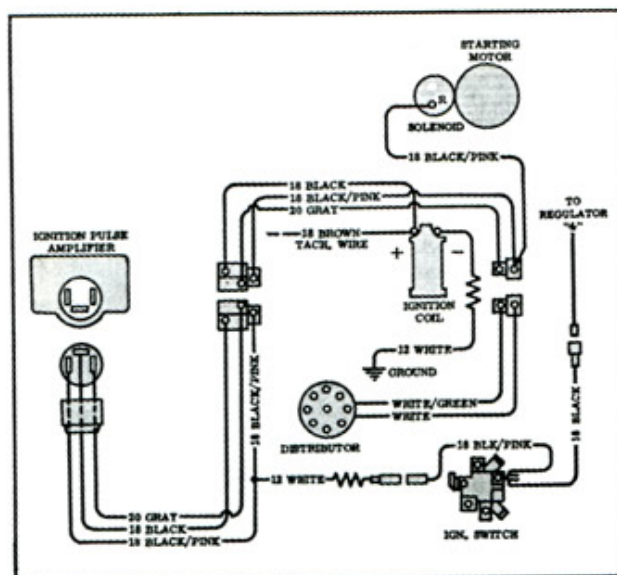 STARTING
MOTOR
R
SOLENOID
18 BLACK/PINK
18 BLACK
18 BLACK/PINK
20 GRAY
TO
REGULATOR
IGNITION PULSE
AMPLIFIER
18 BROWN
TACH. WIRE
+ −
IGNITION
COIL
12 WHITE
GROUND
18 BLACK/PINK
WHITE/GREEN
WHITE
DISTRIBUTOR
18 BLACK
18 BLK/PINK
12 WHITE
IGN. SWITCH
20 GRAY
18 BLACK
18 BLACK/PINK